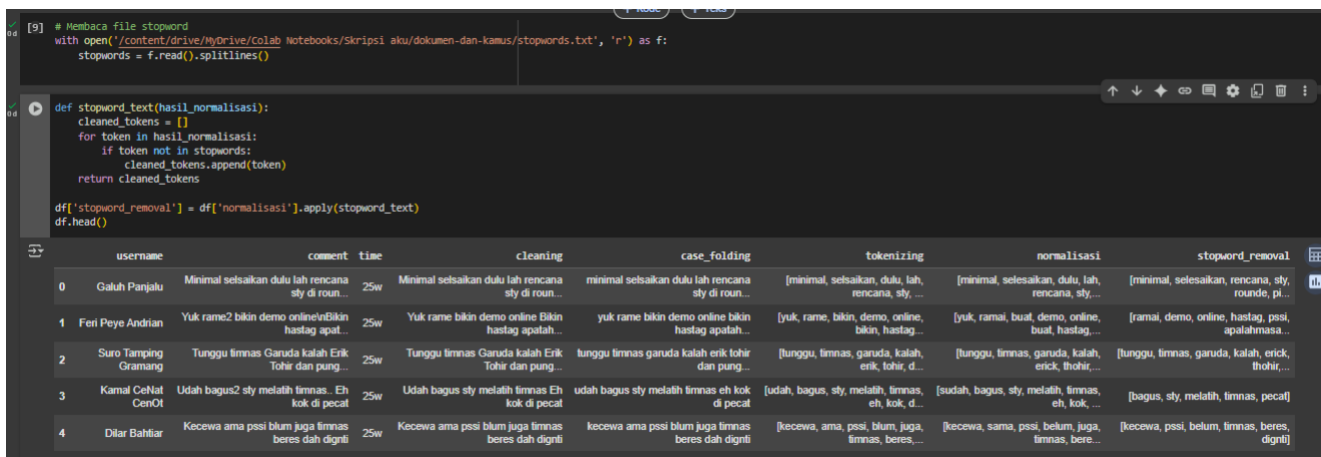 + Kode + Teks
[9] # Membaca file stopword
0d with open('/content/drive/MyDrive/Colab Notebooks/Skripsi aku/dokumen-dan-kamus/stopwords.txt', 'r') as f:
stopwords = f.read().splitlines()
0d def stopword_text(hasil_normalisasi):
cleaned_tokens = []
for token in hasil_normalisasi:
if token not in stopwords:
cleaned_tokens.append(token)
return cleaned_tokens
df['stopword_removal'] = df['normalisasi'].apply(stopword_text)
df.head()
username comment time cleaning case_folding tokenizing normalisasi stopword_removal
0 Galuh Panjalu Minimal selsaikan dulu lah rencana sty di roun... 25w Minimal selsaikan dulu lah rencana sty di roun... minimal selsaikan dulu lah rencana sty di roun... [minimal, selsaikan, dulu, lah, rencana, sty, ... [minimal, selesaikan, dulu, lah, rencana, sty,... [minimal, selesaikan, rencana, sty, rounde, pi...
1 Feri Peye Andrian Yuk rame2 bikin demo online\nBikin hastag apat... 25w Yuk rame bikin demo online Bikin hastag apatah... yuk rame bikin demo online bikin hastag apatah... [yuk, rame, bikin, demo, online, bikin, hastag... [yuk, ramai, buat, demo, online, buat, hastag,... [ramai, demo, online, hastag, pssi, apalahmasa...
2 Suro Tamping Gramang Tunggu timnas Garuda kalah Erik Tohir dan pung... 25w Tunggu timnas Garuda kalah Erik Tohir dan pung... tunggu timnas garuda kalah erik tohir dan pung... [tunggu, timnas, garuda, kalah, erik, tohir, d... [tunggu, timnas, garuda, kalah, erick, thohir,... [tunggu, timnas, garuda, kalah, erick, thohir,...
3 Kamal CeNat CenOt Udah bagus2 sty melatih timnas.. Eh kok di pecat 25w Udah bagus sty melatih timnas Eh kok di pecat udah bagus sty melatih timnas eh kok di pecat [udah, bagus, sty, melatih, timnas, eh, kok, d... [sudah, bagus, sty, melatih, timnas, eh, kok, ... [bagus, sty, melatih, timnas, pecat]
4 Dilar Bahtiar Kecewa ama pssi blum juga timnas beres dah dignti 25w Kecewa ama pssi blum juga timnas beres dah dignti kecewa ama pssi blum juga timnas beres dah dignti [kecewa, ama, pssi, blum, juga, timnas, beres,... [kecewa, sama, pssi, belum, juga, timnas, bere... [kecewa, pssi, belum, timnas, beres, dignti]